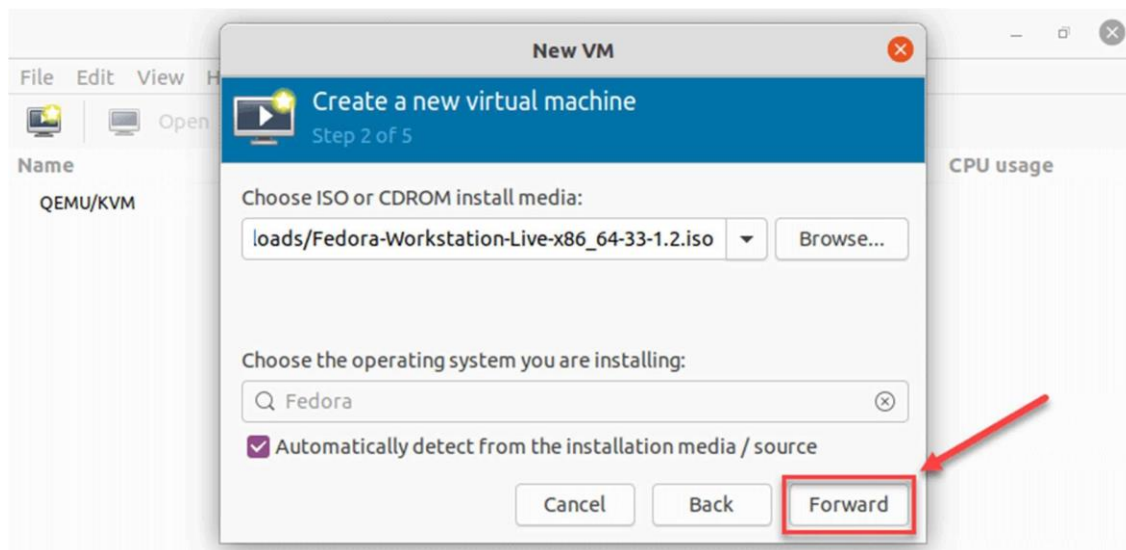 New VM
File Edit View H
Create a new virtual machine
Open
Step 2 of 5
Name
CPU usage
QEMU/KVM
Choose ISO or CDROM install media:
loads/Fedora-Workstation-Live-x86_64-33-1.2.iso
Browse...
Choose the operating system you are installing:
Fedora
Automatically detect from the installation media / source
Cancel Back Forward